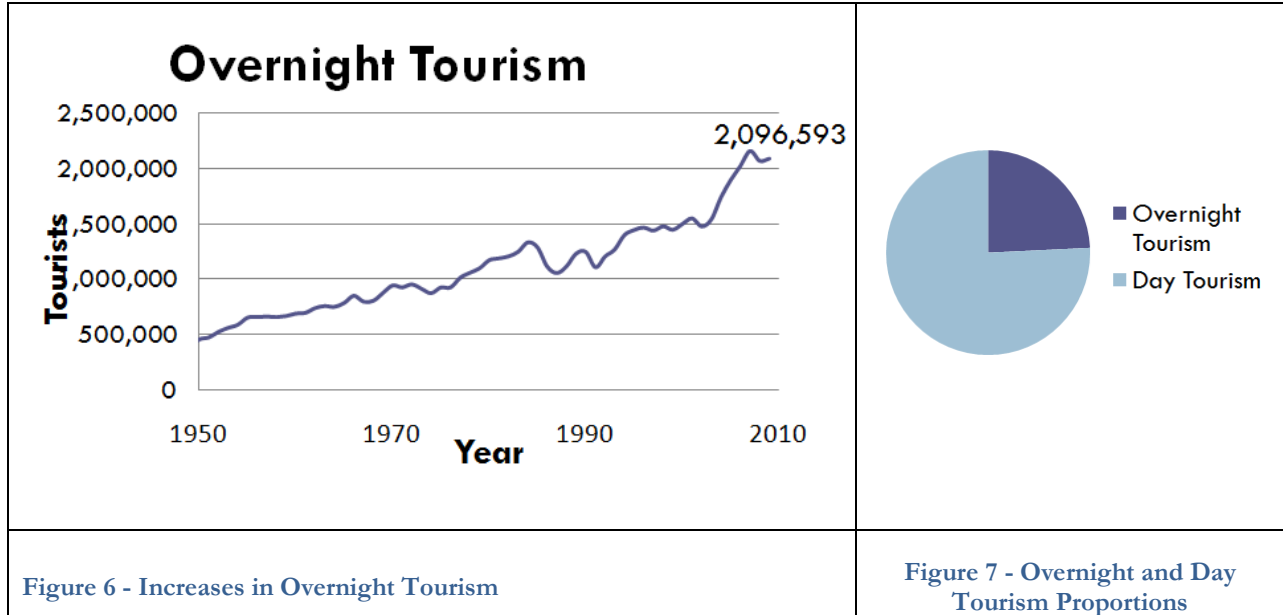 Overnight Tourism
2,500,000
2,096,593
2,000,000
1,500,000
1,000,000
500,000
0
Tourists
1950
1970
1990
2010
Year
Overnight
Tourism
Day Tourism
Figure 6 - Increases in Overnight Tourism
Figure 7 - Overnight and Day
Tourism Proportions